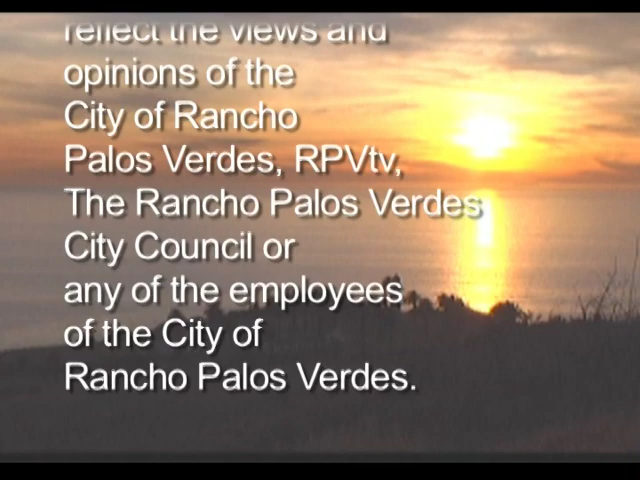 reflect the views and
opinions of the
City of Rancho
Palos Verdes, RPVtv,
The Rancho Palos Verdes
City Council or
any of the employees
of the City of
Rancho Palos Verdes.